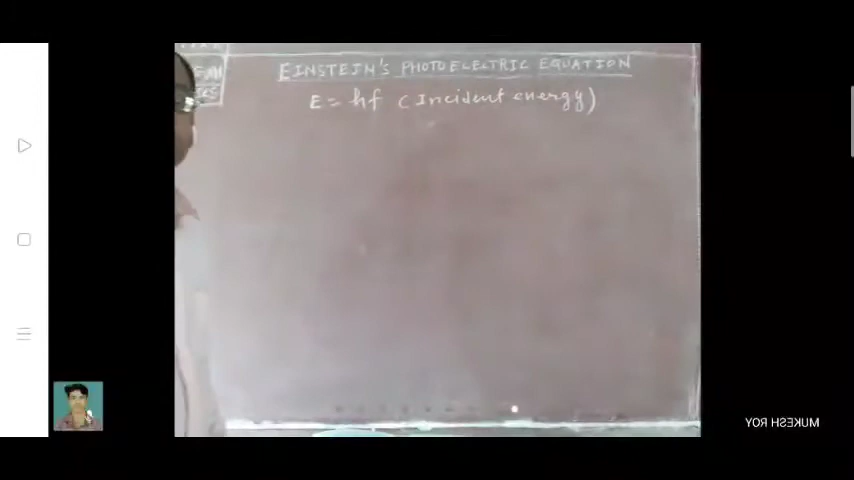 EINSTEIN'S PHOTOELECTRIC EQUATION
E = hf (Incident energy)
MUKESH ROY